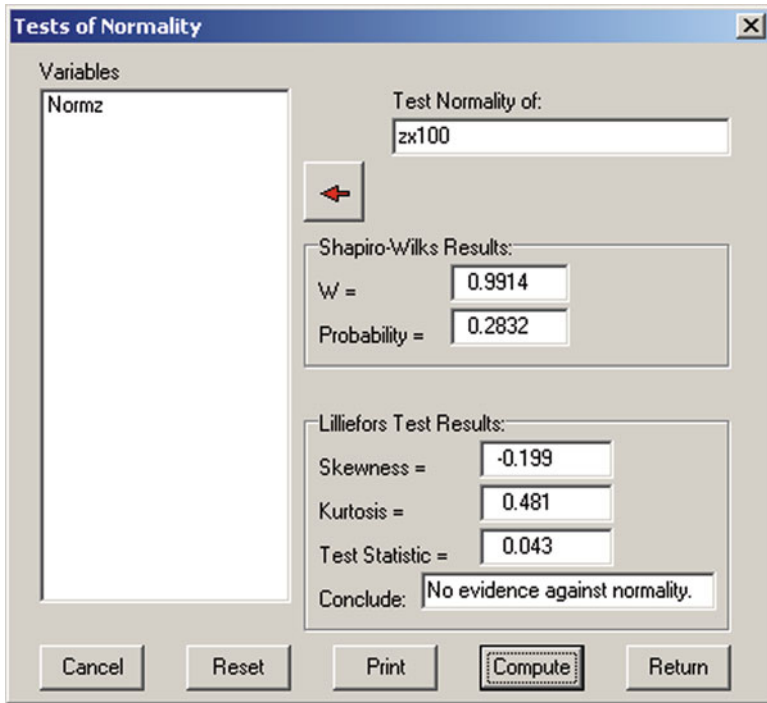 Tests of Normality
Variables
Normz
Test Normality of:
zx100
Shapiro-Wilks Results:
W = 0.9914
Probability = 0.2832
Lilliefors Test Results:
Skewness = -0.199
Kurtosis = 0.481
Test Statistic = 0.043
Conclude: No evidence against normality.
Cancel Reset Print Compute Return